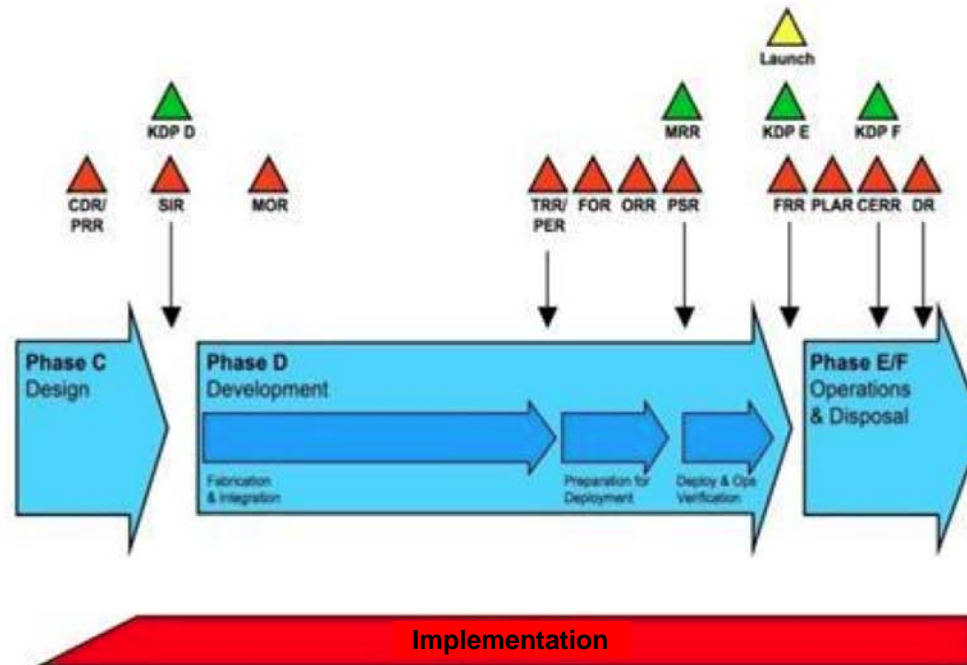 Launch
KDP D
MRR
KDP E
KDP F
CDR/
PRR
SIR
MOR
TRR/
PER
FOR
ORR
PSR
FRR
PLAR
CERR
DR
Phase C
Design
Phase D
Development
Phase E/F
Operations
& Disposal
Fabrication
& Integration
Preparation for
Deployment
Deploy & Ops
Verification
Implementation